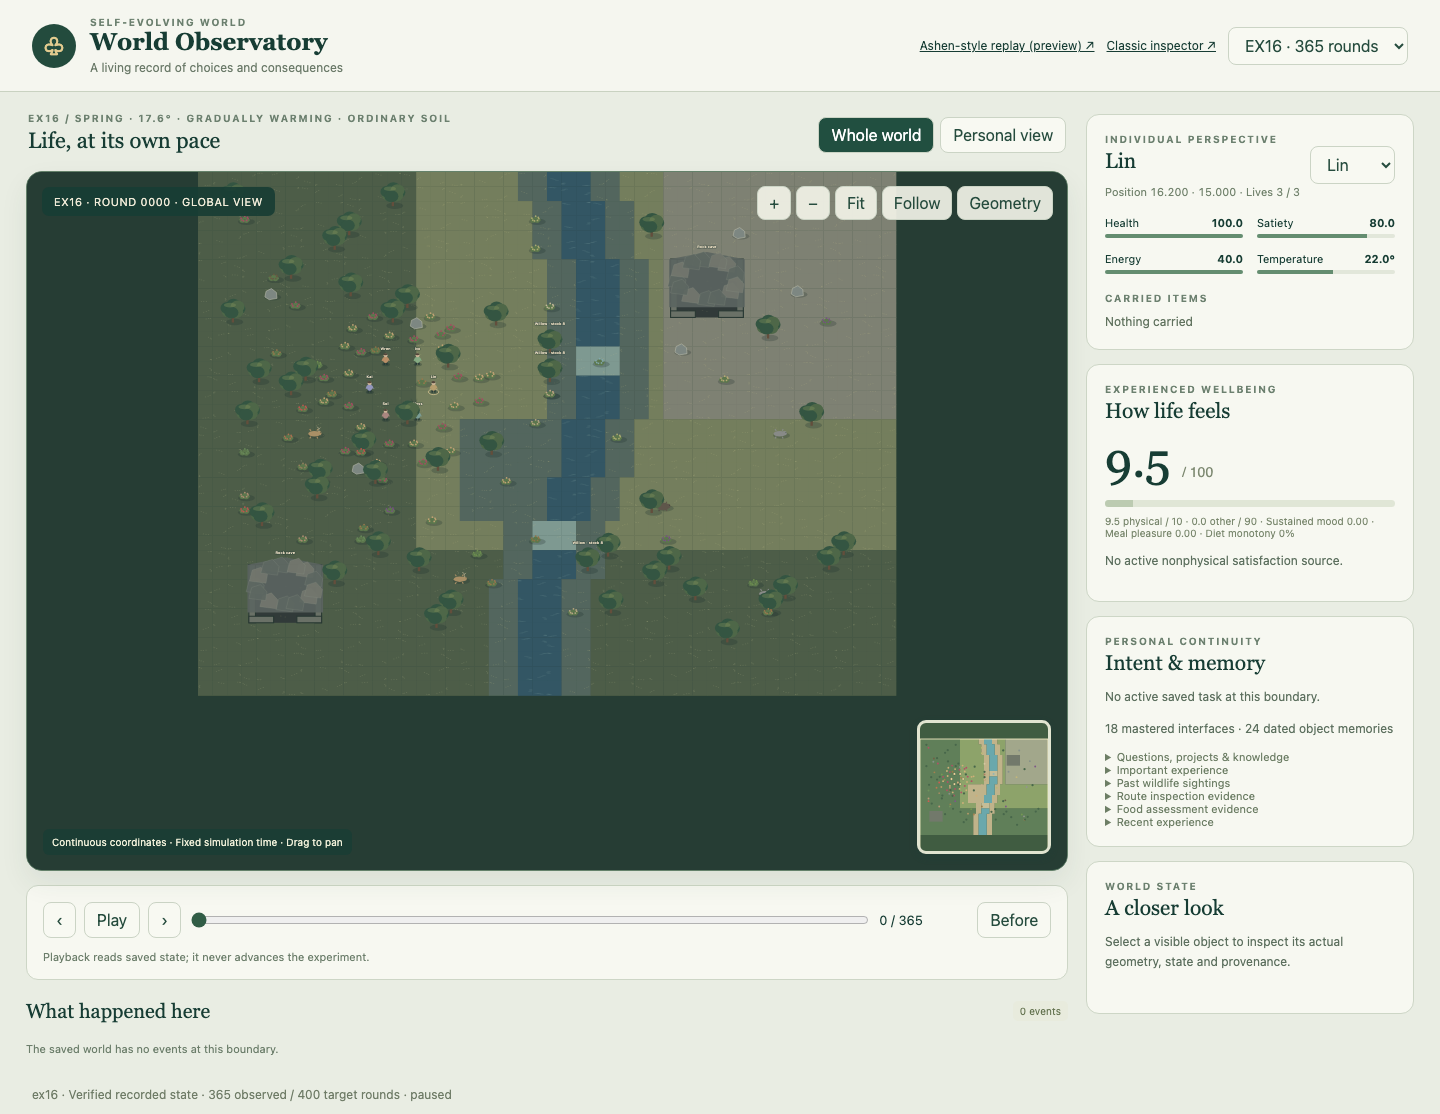 SELF-EVOLVING WORLD
World Observatory
A living record of choices and consequences
Ashen-style replay (preview) ↗
Classic inspector ↗
EX16 · 365 rounds
EX16 / SPRING · 17.6° · GRADUALLY WARMING · ORDINARY SOIL
Life, at its own pace
Whole world
Personal view
EX16 · ROUND 0000 · GLOBAL VIEW
+
−
Fit
Follow
Geometry
Rock cave
Rock cave
Continuous coordinates · Fixed simulation time · Drag to pan
‹
Play
›
0 / 365
Before
Playback reads saved state; it never advances the experiment.
What happened here
0 events
The saved world has no events at this boundary.
ex16 · Verified recorded state · 365 observed / 400 target rounds · paused
INDIVIDUAL PERSPECTIVE
Lin
Lin
Position 16.200 · 15.000 · Lives 3 / 3
Health 100.0
Satiety 80.0
Energy 40.0
Temperature 22.0°
CARRIED ITEMS
Nothing carried
EXPERIENCED WELLBEING
How life feels
9.5 / 100
9.5 physical / 10 · 0.0 other / 90 · Sustained mood 0.00 ·
Meal pleasure 0.00 · Diet monotony 0%
No active nonphysical satisfaction source.
PERSONAL CONTINUITY
Intent & memory
No active saved task at this boundary.
18 mastered interfaces · 24 dated object memories
Questions, projects & knowledge
Important experience
Past wildlife sightings
Route inspection evidence
Food assessment evidence
Recent experience
WORLD STATE
A closer look
Select a visible object to inspect its actual
geometry, state and provenance.